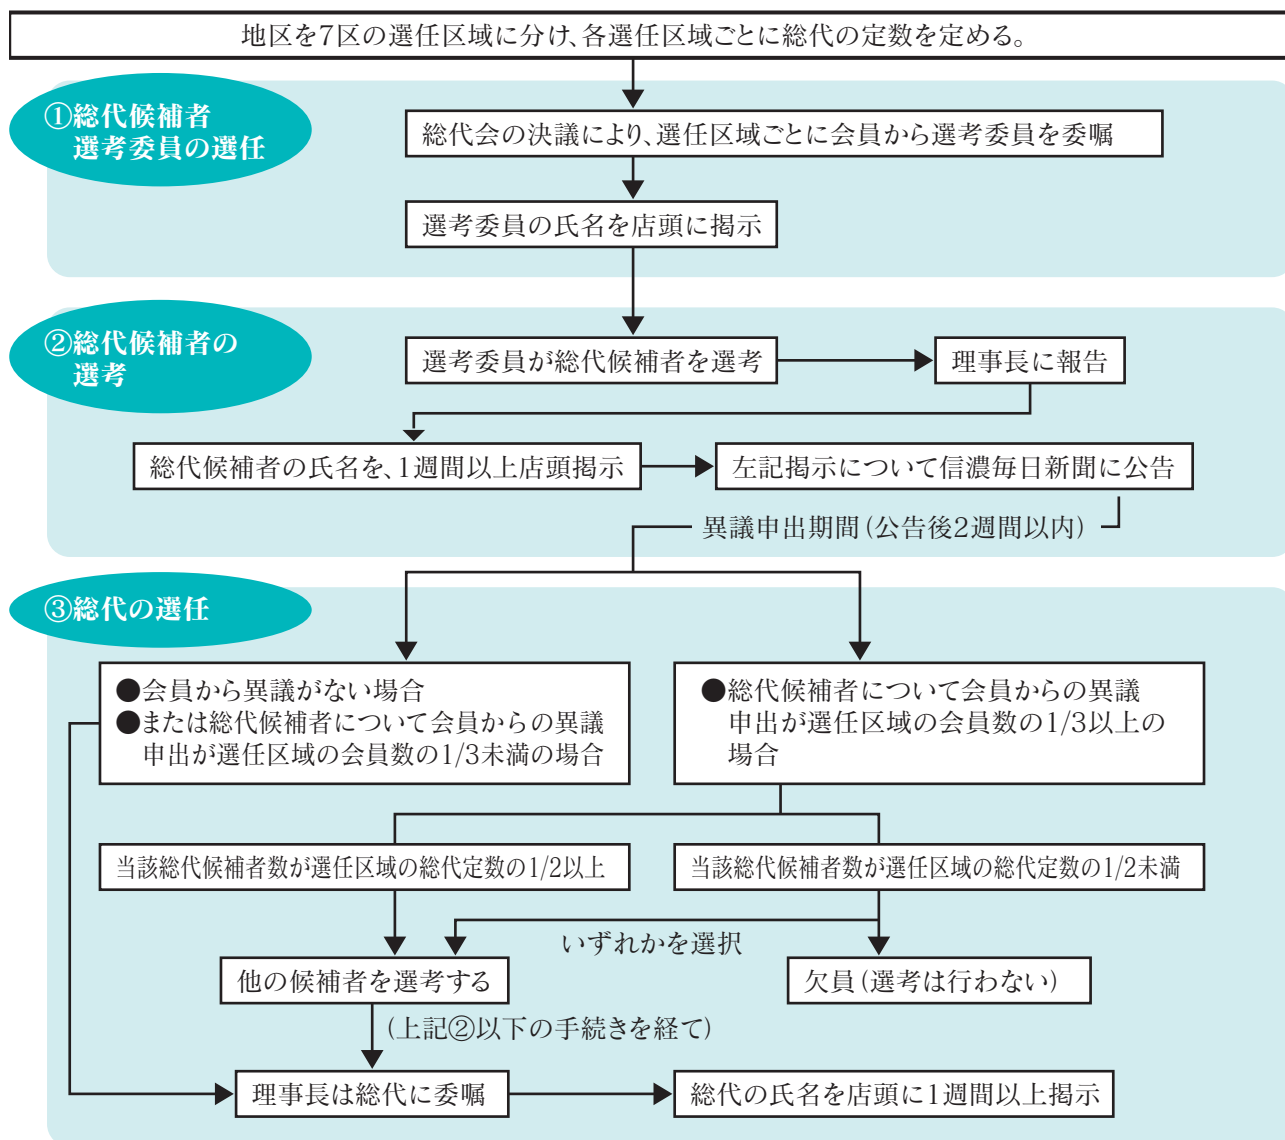 地区を7区の選任区域に分け、各選任区域ごとに総代の定数を定める。
①総代候補者
選考委員の選任
総代会の決議により、選任区域ごとに会員から選考委員を委嘱
選考委員の氏名を店頭に掲示
②総代候補者の
選考
選考委員が総代候補者を選考
理事長に報告
総代候補者の氏名を、1週間以上店頭掲示
左記掲示について信濃毎日新聞に公告
異議申出期間(公告後2週間以内)
③総代の選任
●会員から異議がない場合
●または総代候補者について会員からの異議
申出が選任区域の会員数の1/3未満の場合
●総代候補者について会員からの異議
申出が選任区域の会員数の1/3以上の
場合
当該総代候補者数が選任区域の総代定数の1/2以上
当該総代候補者数が選任区域の総代定数の1/2未満
いずれかを選択
他の候補者を選考する
欠員(選考は行わない)
(上記②以下の手続きを経て)
理事長は総代に委嘱
総代の氏名を店頭に1週間以上掲示